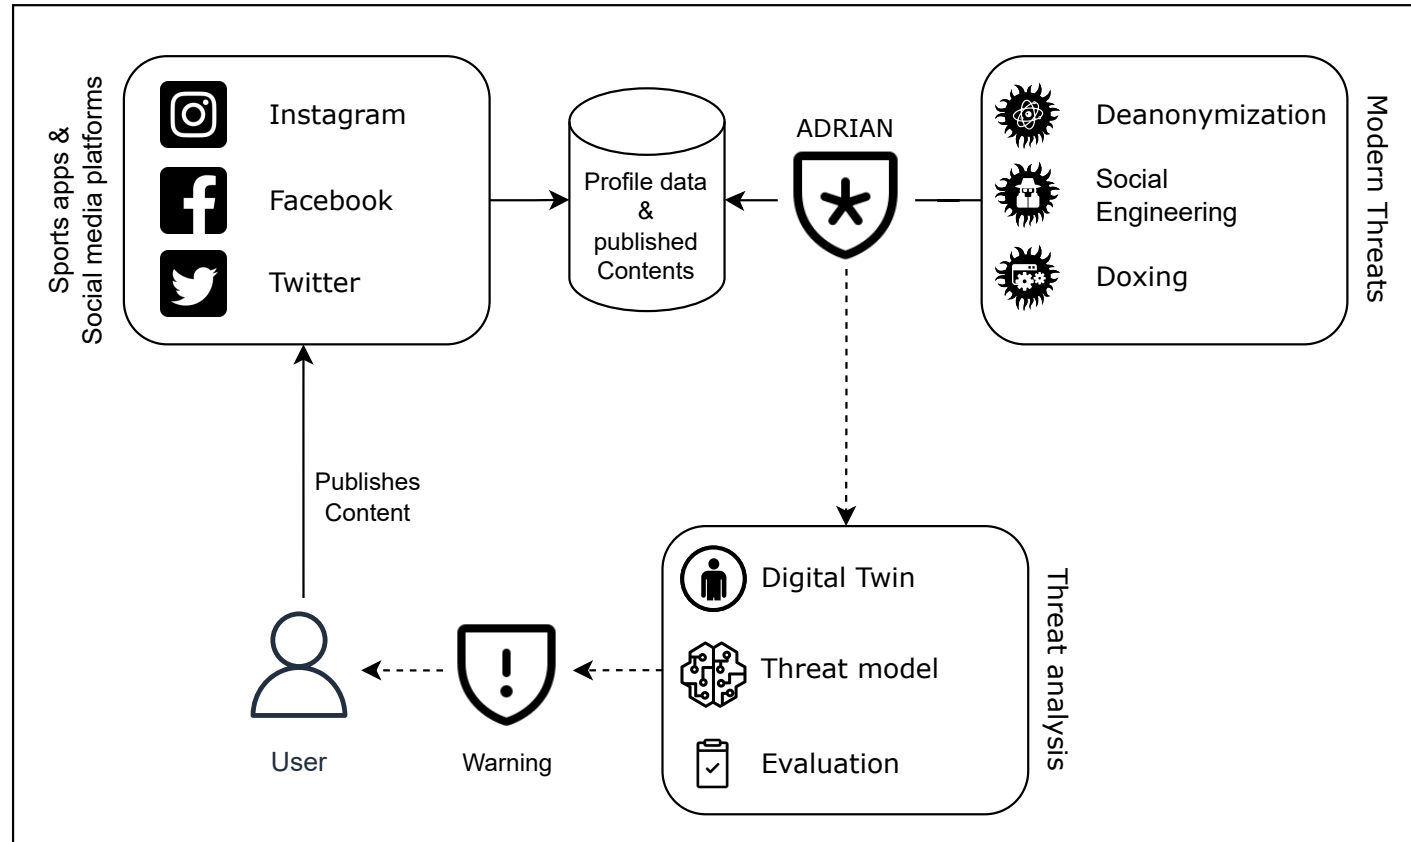 Sports apps &
Social media platforms
Instagram
Facebook
Twitter
Profile data
&
published
Contents
ADRIAN
Deanonymization
Social
Engineering
Doxing
Modern Threats
Publishes
Content
User
Warning
Digital Twin
Threat model
Evaluation
Threat analysis